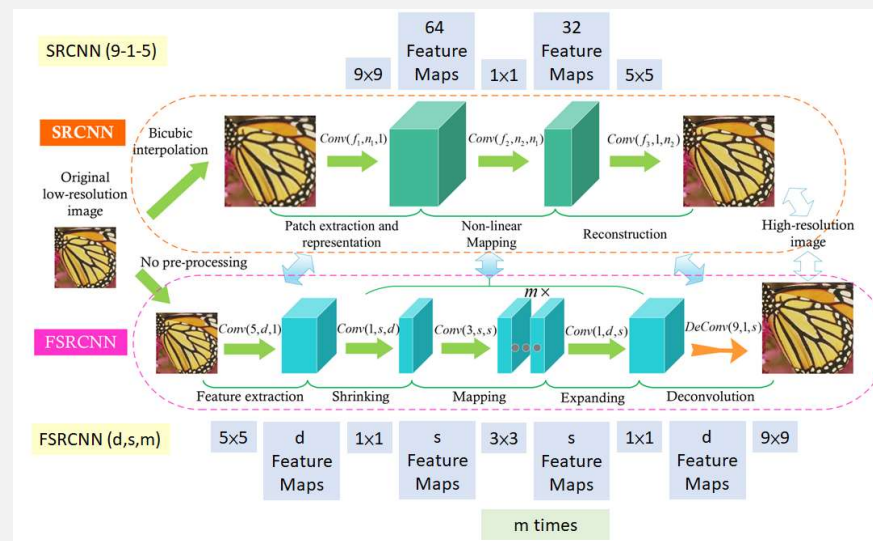 SRCNN (9-1-5)
9×9
64
Feature
Maps
1×1
32
Feature
Maps
5×5
SRCNN
Bicubic
interpolation
Conv(f₁,n₁,1)
Conv(f₂,n₂,n₁)
Conv(f₃,1,n₂)
Original
low-resolution
image
Patch extraction and
representation
Non-linear
Mapping
Reconstruction
High-resolution
image
No pre-processing
m×
FSRCNN
Conv(5,d,1)
Conv(1,s,d)
Conv(3,s,s)
Conv(1,d,s)
DeConv(9,1,s)
Feature extraction
Shrinking
Mapping
Expanding
Deconvolution
FSRCNN (d,s,m)
5×5
d
Feature
Maps
1×1
s
Feature
Maps
3×3
s
Feature
Maps
1×1
d
Feature
Maps
9×9
m times